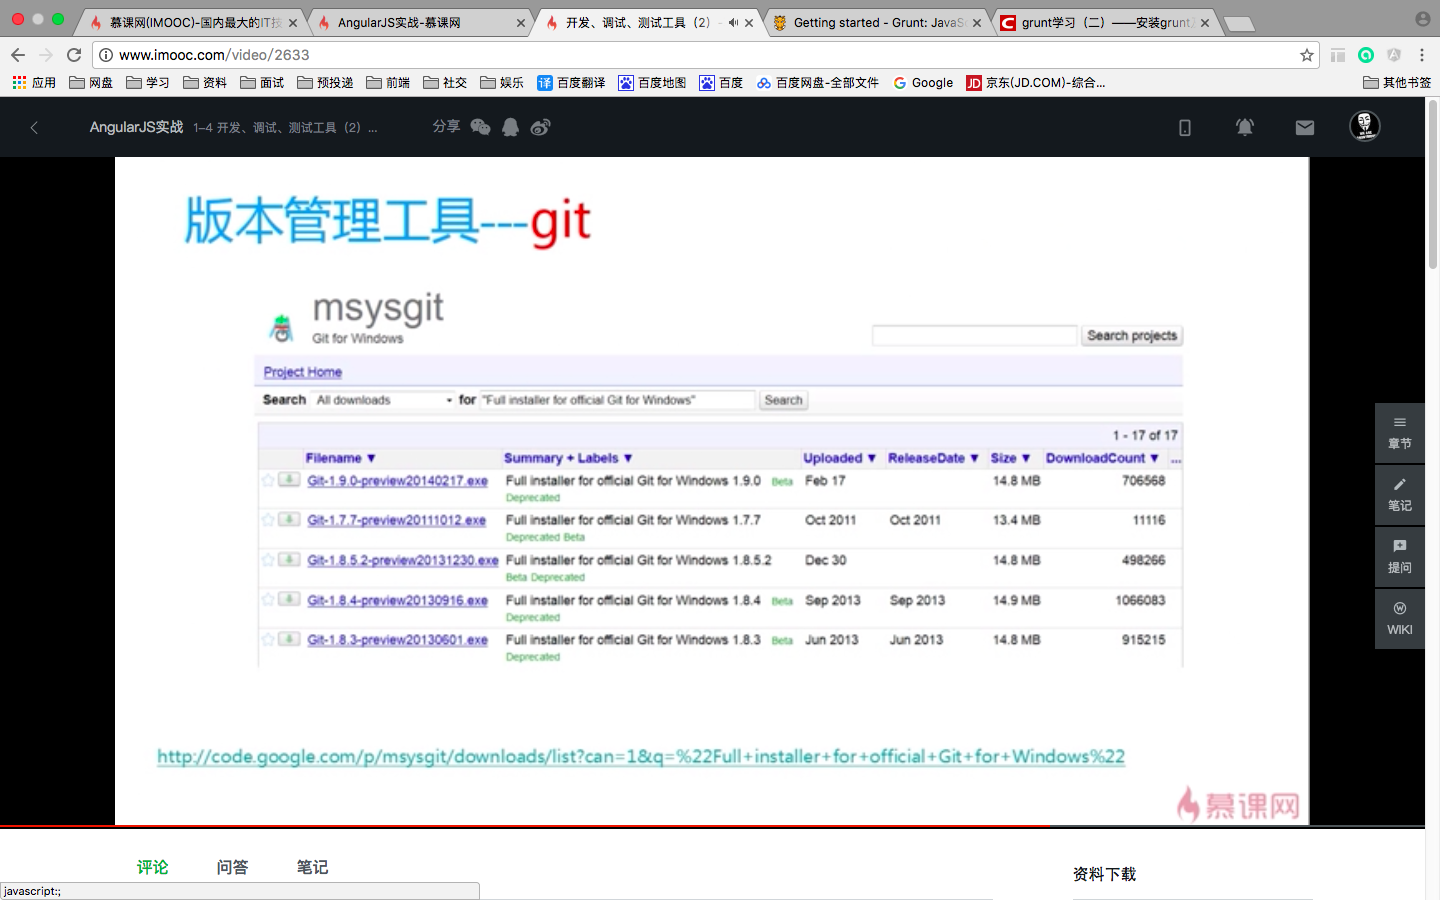 慕课网(IMOOC)-国内最大的IT技
AngularJS实战-慕课网
开发、调试、测试工具（2）-
Getting started - Grunt: JavaSc
grunt学习（二）——安装grunt
www.imooc.com/video/2633
应用 网盘 学习 资料 面试 预投递 前端 社交 娱乐 百度翻译 百度地图 百度 百度网盘-全部文件 Google 京东(JD.COM)-综合... 其他书签
AngularJS实战 1-4 开发、调试、测试工具（2） ... 分享
版本管理工具---git
msysgit
Git for Windows
Search projects
Project Home
Search All downloads for "Full installer for official Git for Windows" Search
1 - 17 of 17
Filename ▼ Summary + Labels ▼ Uploaded ▼ ReleaseDate ▼ Size ▼ DownloadCount ▼ ...
Git-1.9.0-preview20140217.exe Full installer for official Git for Windows 1.9.0 Beta Feb 17 14.8 MB 706568
Deprecated
Git-1.7.7-preview20111012.exe Full installer for official Git for Windows 1.7.7 Oct 2011 Oct 2011 13.4 MB 11116
Deprecated Beta
Git-1.8.5.2-preview20131230.exe Full installer for official Git for Windows 1.8.5.2 Dec 30 14.8 MB 498266
Beta Deprecated
Git-1.8.4-preview20130916.exe Full installer for official Git for Windows 1.8.4 Beta Sep 2013 Sep 2013 14.9 MB 1066083
Deprecated
Git-1.8.3-preview20130601.exe Full installer for official Git for Windows 1.8.3 Beta Jun 2013 Jun 2013 14.8 MB 915215
Deprecated
http://code.google.com/p/msysgit/downloads/list?can=1&q=%22Full+installer+for+official+Git+for+Windows%22
慕课网
章节
笔记
提问
WIKI
评论 问答 笔记
资料下载
javascript:;